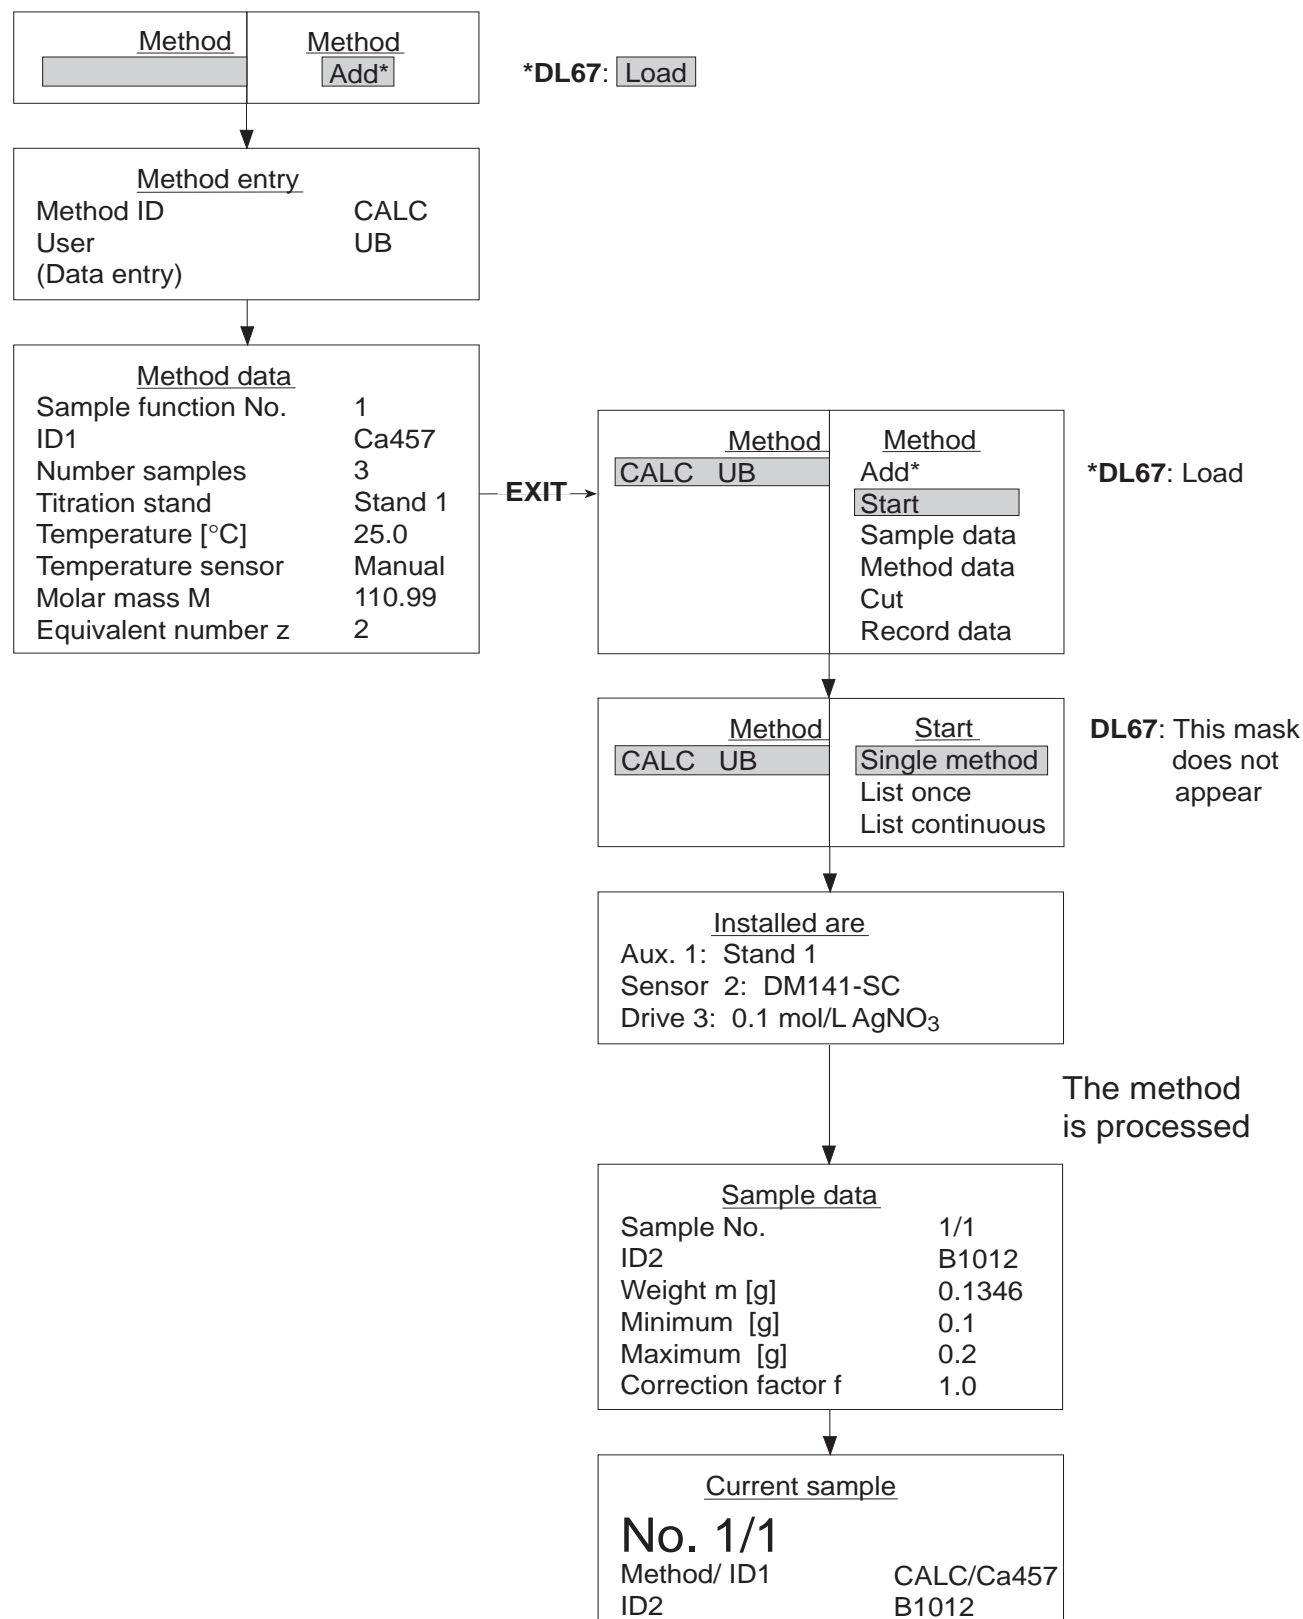 Method Method
Add*
*DL67: Load
Method entry
Method ID CALC
User UB
(Data entry)
Method data
Sample function No. 1
ID1 Ca457
Number samples 3
Titration stand Stand 1
Temperature [°C] 25.0
Temperature sensor Manual
Molar mass M 110.99
Equivalent number z 2
EXIT
Method Method
CALC UB Add*
Start
Sample data
Method data
Cut
Record data
*DL67: Load
Method Start
CALC UB Single method
List once
List continuous
DL67: This mask
does not
appear
Installed are
Aux. 1: Stand 1
Sensor 2: DM141-SC
Drive 3: 0.1 mol/L AgNO₃
The method
is processed
Sample data
Sample No. 1/1
ID2 B1012
Weight m [g] 0.1346
Minimum [g] 0.1
Maximum [g] 0.2
Correction factor f 1.0
Current sample
No. 1/1
Method/ ID1 CALC/Ca457
ID2 B1012